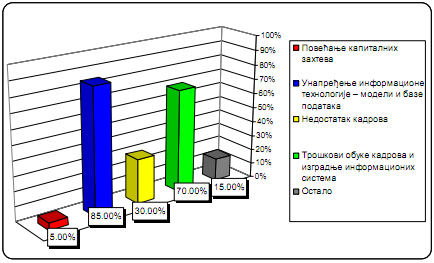 100%
90%
80%
70%
60%
50%
40%
30%
20%
10%
0%
5.00%
85.00%
30.00%
70.00%
15.00%
Повећање капиталних
захтева
Унапређење информационе
технологије – модели и базе
података
Недостатак кадрова
Трошкови обуке кадрова и
изградње информационих
система
Остало